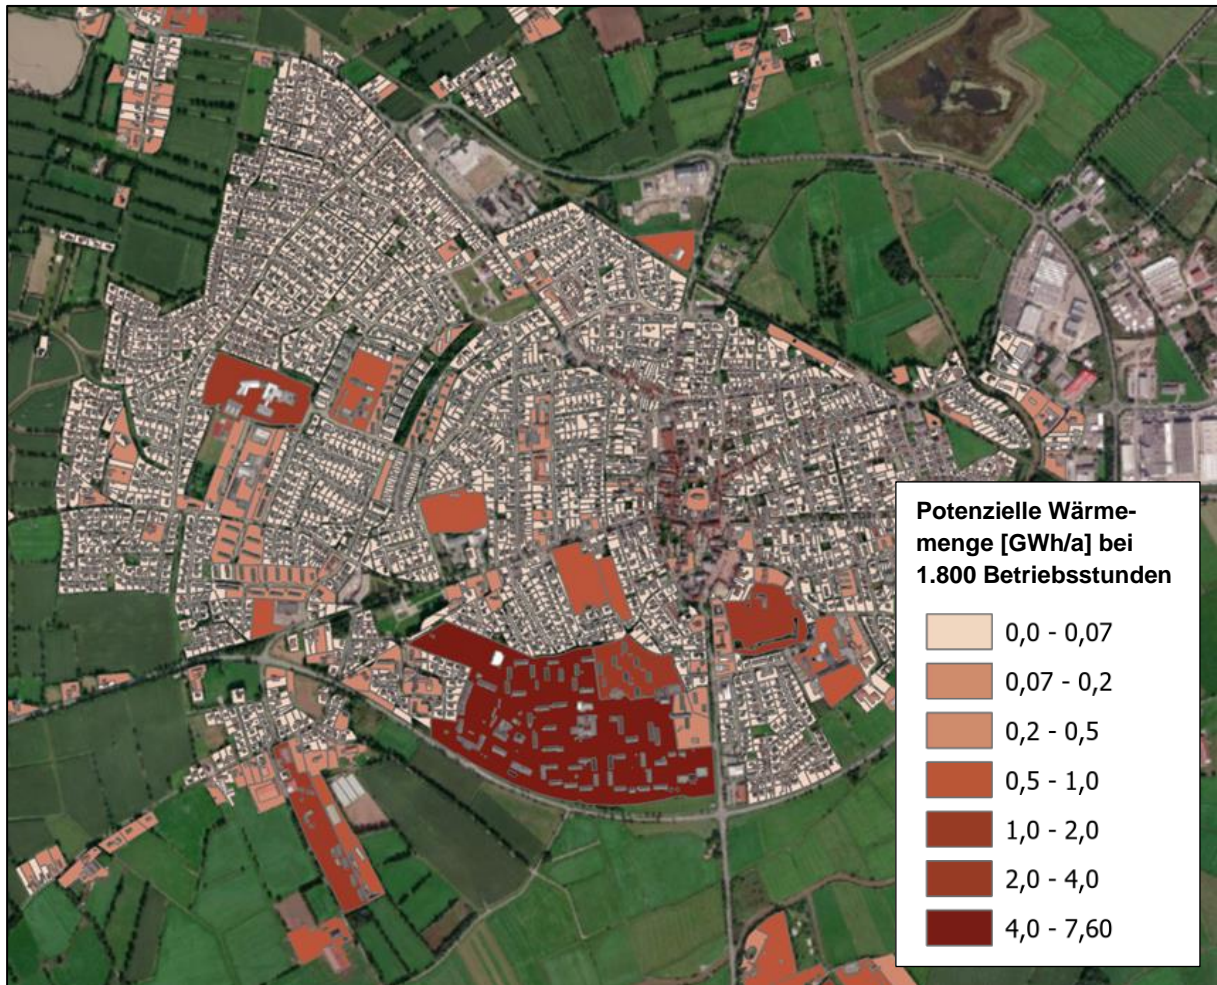 Potenzielle Wärme-
menge [GWh/a] bei
1.800 Betriebsstunden
0,0 - 0,07
0,07 - 0,2
0,2 - 0,5
0,5 - 1,0
1,0 - 2,0
2,0 - 4,0
4,0 - 7,60